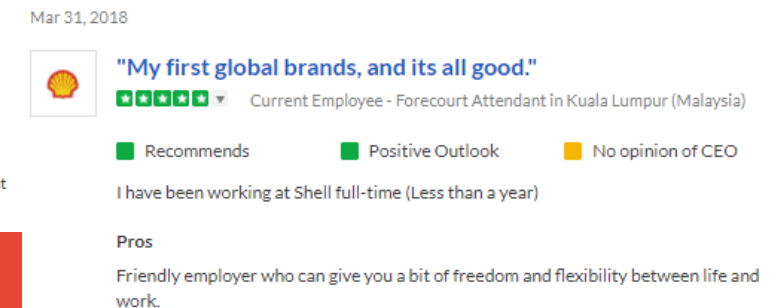 Mar 31, 2018
"My first global brands, and its all good."
Current Employee - Forecourt Attendant in Kuala Lumpur (Malaysia)
Recommends Positive Outlook No opinion of CEO
I have been working at Shell full-time (Less than a year)
Pros
Friendly employer who can give you a bit of freedom and flexibility between life and
work.